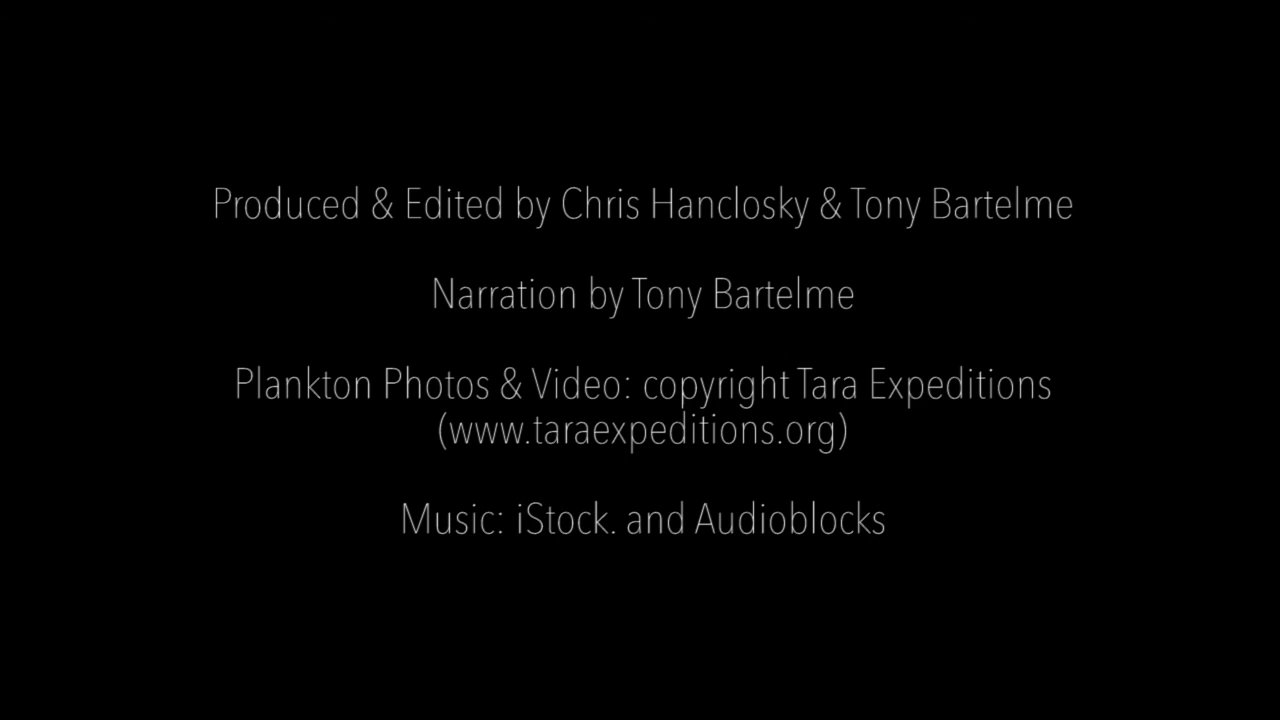 Produced & Edited by Chris Hanclosky & Tony Bartelme
Narration by Tony Bartelme
Plankton Photos & Video: copyright Tara Expeditions
(www.taraexpeditions.org)
Music: iStock. and Audioblocks